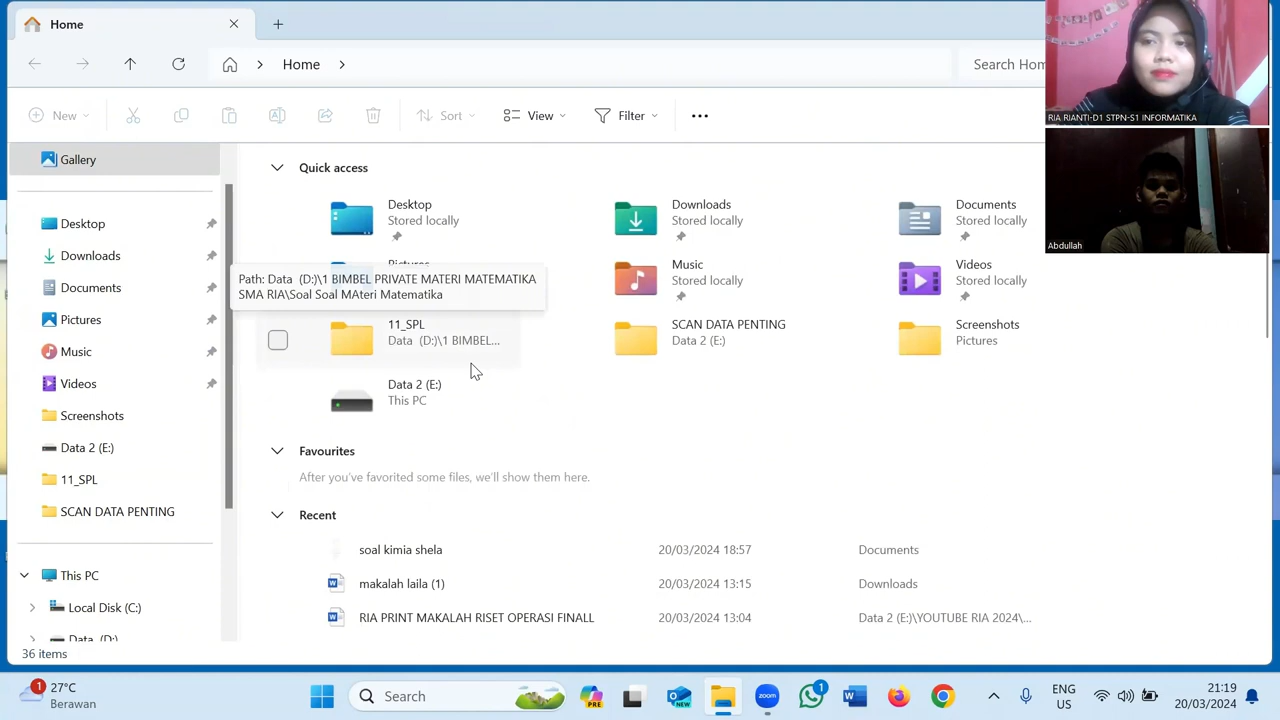 Home
Home
Search Hom
New
Sort
View
Filter
Gallery
Desktop
Downloads
Documents
Pictures
Music
Videos
Screenshots
Data 2 (E:)
11_SPL
SCAN DATA PENTING
This PC
Local Disk (C:)
Data (D:)
36 items
Quick access
Desktop
Stored locally
Downloads
Stored locally
Documents
Stored locally
Pictures
Music
Stored locally
Videos
Stored locally
Path: Data (D:)\1 BIMBEL PRIVATE MATERI MATEMATIKA
SMA RIA\Soal Soal MAteri Matematika
11_SPL
Data (D:)\1 BIMBEL...
SCAN DATA PENTING
Data 2 (E:)
Screenshots
Pictures
Data 2 (E:)
This PC
Favourites
After you've favorited some files, we'll show them here.
Recent
soal kimia shela 20/03/2024 18:57 Documents
makalah laila (1) 20/03/2024 13:15 Downloads
RIA PRINT MAKALAH RISET OPERASI FINALL 20/03/2024 13:04 Data 2 (E:)\YOUTUBE RIA 2024\...
RIA RIANTI-D1 STPN-S1 INFORMATIKA
Abdullah
1
27°C
Berawan
Search
PRE
NEW
zoom
1
ENG
US
21:19
20/03/2024